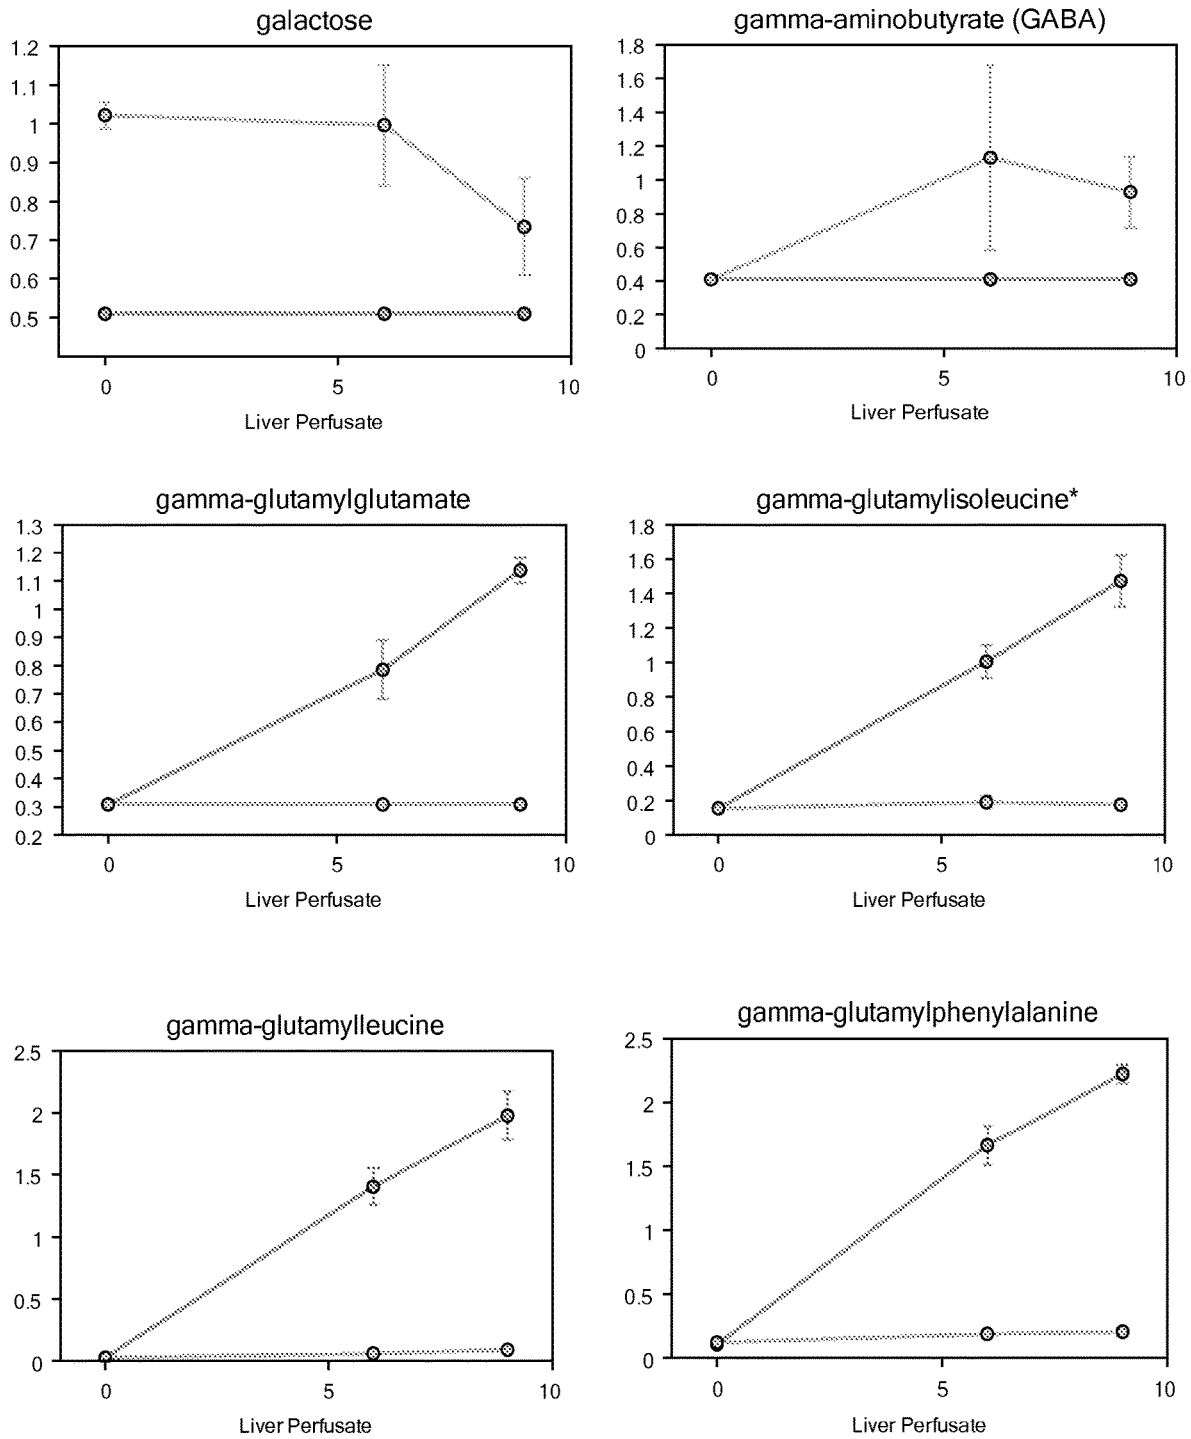 galactose
1.2
1.1
1
0.9
0.8
0.7
0.6
0.5
0 5 10
Liver Perfusate
gamma-aminobutyrate (GABA)
1.8
1.6
1.4
1.2
1
0.8
0.6
0.4
0.2
0
0 5 10
Liver Perfusate
gamma-glutamylglutamate
1.3
1.2
1.1
1
0.9
0.8
0.7
0.6
0.5
0.4
0.3
0.2
0 5 10
Liver Perfusate
gamma-glutamylisoleucine*
1.8
1.6
1.4
1.2
1
0.8
0.6
0.4
0.2
0
0 5 10
Liver Perfusate
gamma-glutamylleucine
2.5
2
1.5
1
0.5
0
0 5 10
Liver Perfusate
gamma-glutamylphenylalanine
2.5
2
1.5
1
0.5
0
0 5 10
Liver Perfusate